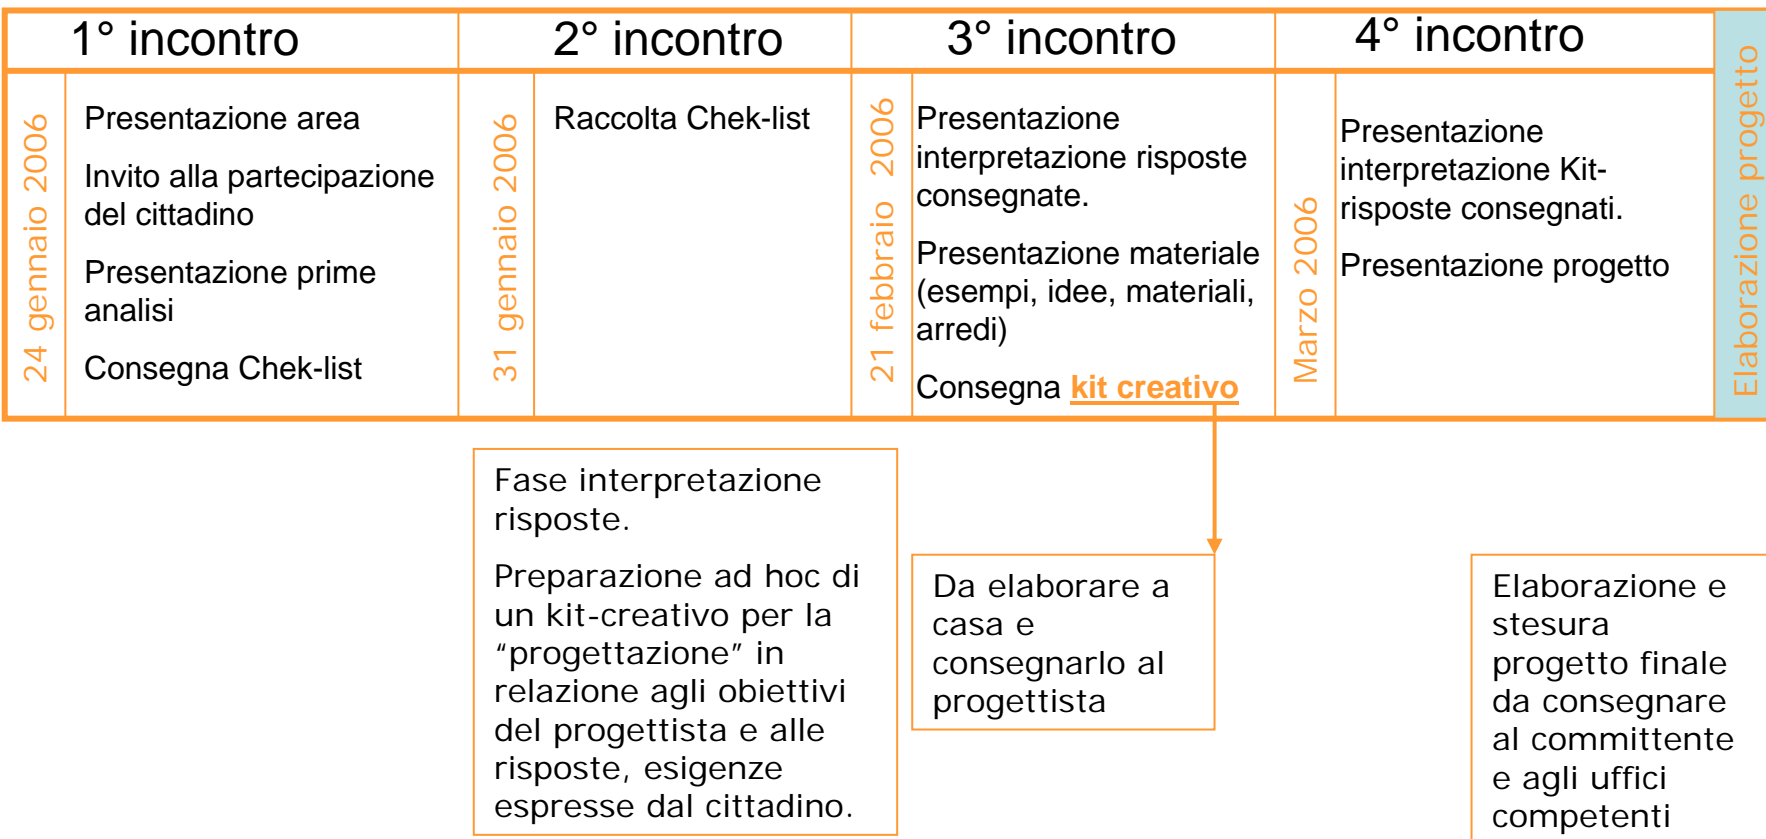 1° incontro
2° incontro
3° incontro
4° incontro
24 gennaio 2006
Presentazione area
Invito alla partecipazione
del cittadino
Presentazione prime
analisi
Consegna Chek-list
31 gennaio 2006
Raccolta Chek-list
21 febbraio 2006
Presentazione
interpretazione risposte
consegnate.
Presentazione materiale
(esempi, idee, materiali,
arredi)
Consegna kit creativo
Marzo 2006
Presentazione
interpretazione Kit-
risposte consegnati.
Presentazione progetto
Elaborazione progetto
Fase interpretazione
risposte.
Preparazione ad hoc di
un kit-creativo per la
“progettazione” in
relazione agli obiettivi
del progettista e alle
risposte, esigenze
espresse dal cittadino.
Da elaborare a
casa e
consegnarlo al
progettista
Elaborazione e
stesura
progetto finale
da consegnare
al committente
e agli uffici
competenti